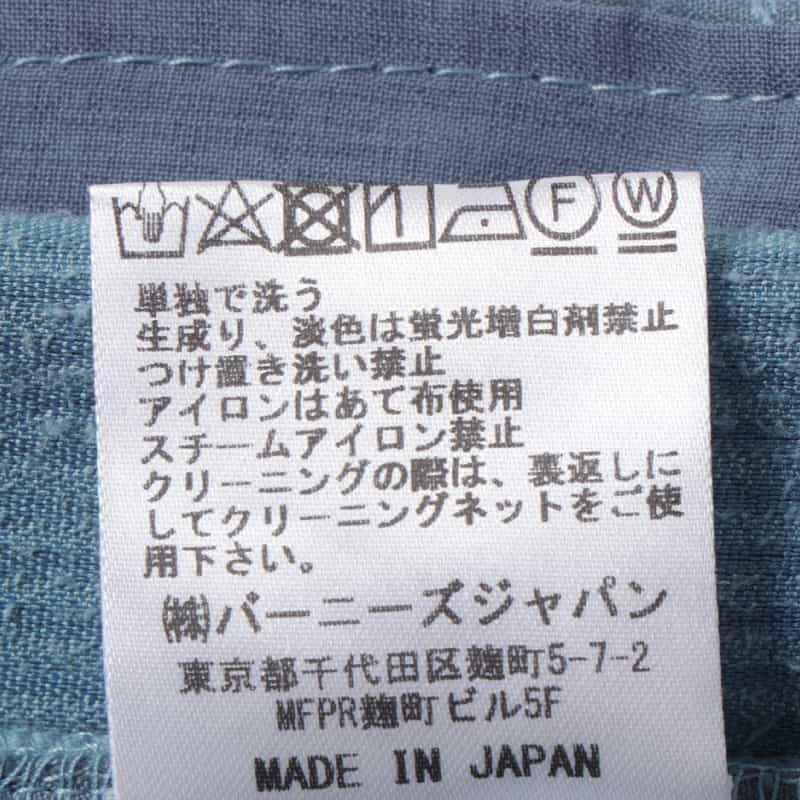 F W
単独で洗う
生成り、淡色は蛍光増白剤禁止
つけ置き洗い禁止
アイロンはあて布使用
スチームアイロン禁止
クリーニングの際は、裏返しに
してクリーニングネットをご使
用下さい。
㈱バーニーズジャパン
東京都千代田区麹町5-7-2
MFPR麹町ビル5F
MADE IN JAPAN